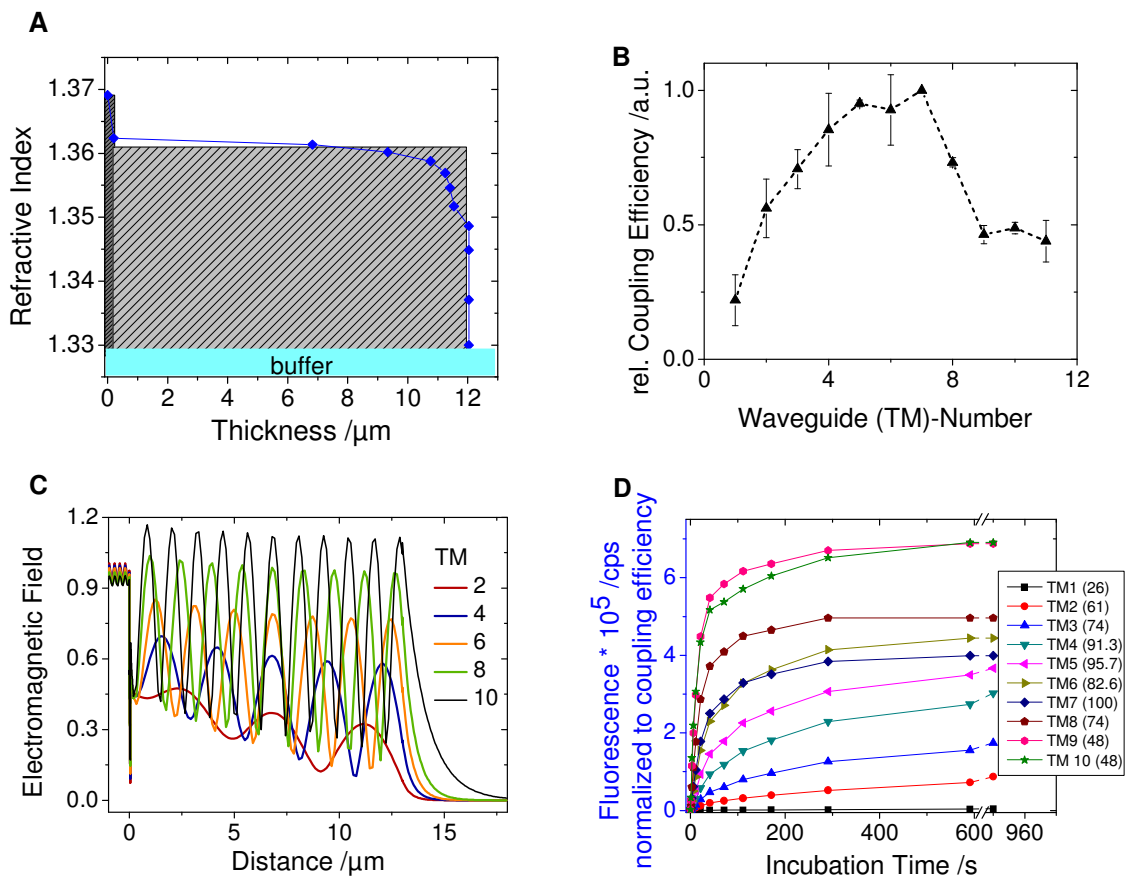 A
Refractive Index
1.37
1.36
1.35
1.34
1.33
buffer
0 2 4 6 8 10 12
Thickness /µm
B
rel. Coupling Efficiency /a.u.
1.0
0.5
0.0
0 4 8 12
Waveguide (TM)-Number
C
Electromagnetic Field
1.2
0.9
0.6
0.3
0.0
TM
2
4
6
8
10
0 5 10 15
Distance /µm
D
Fluorescence * 10⁵ /cps
normalized to coupling efficiency
6
4
2
0
TM1 (26)
TM2 (61)
TM3 (74)
TM4 (91.3)
TM5 (95.7)
TM6 (82.6)
TM7 (100)
TM8 (74)
TM9 (48)
TM 10 (48)
0 200 400 600 960
Incubation Time /s